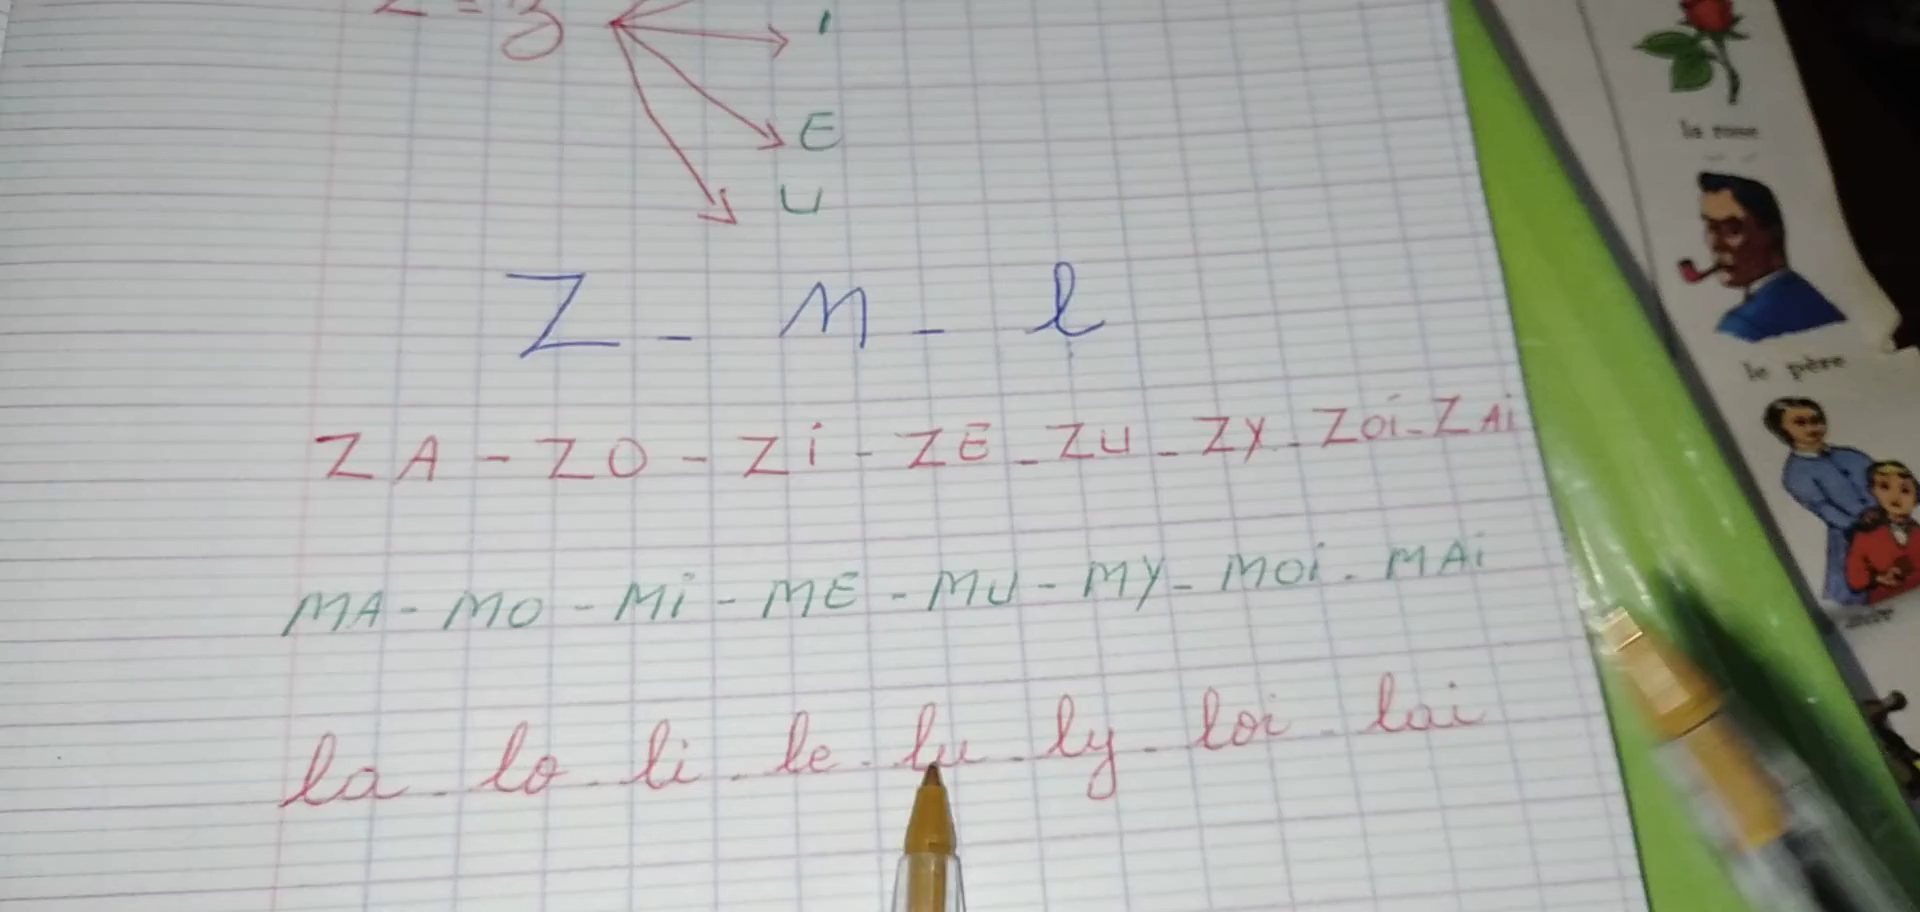 Z = z
i
E
U
Z - M - l
ZA - ZO - Zi - ZE - ZU - ZY - Zoi - ZAi
MA - MO - Mi - ME - MU - MY - MOi - MAi
la - lo - li - le - lu - ly - loi - lai
la rose
le père